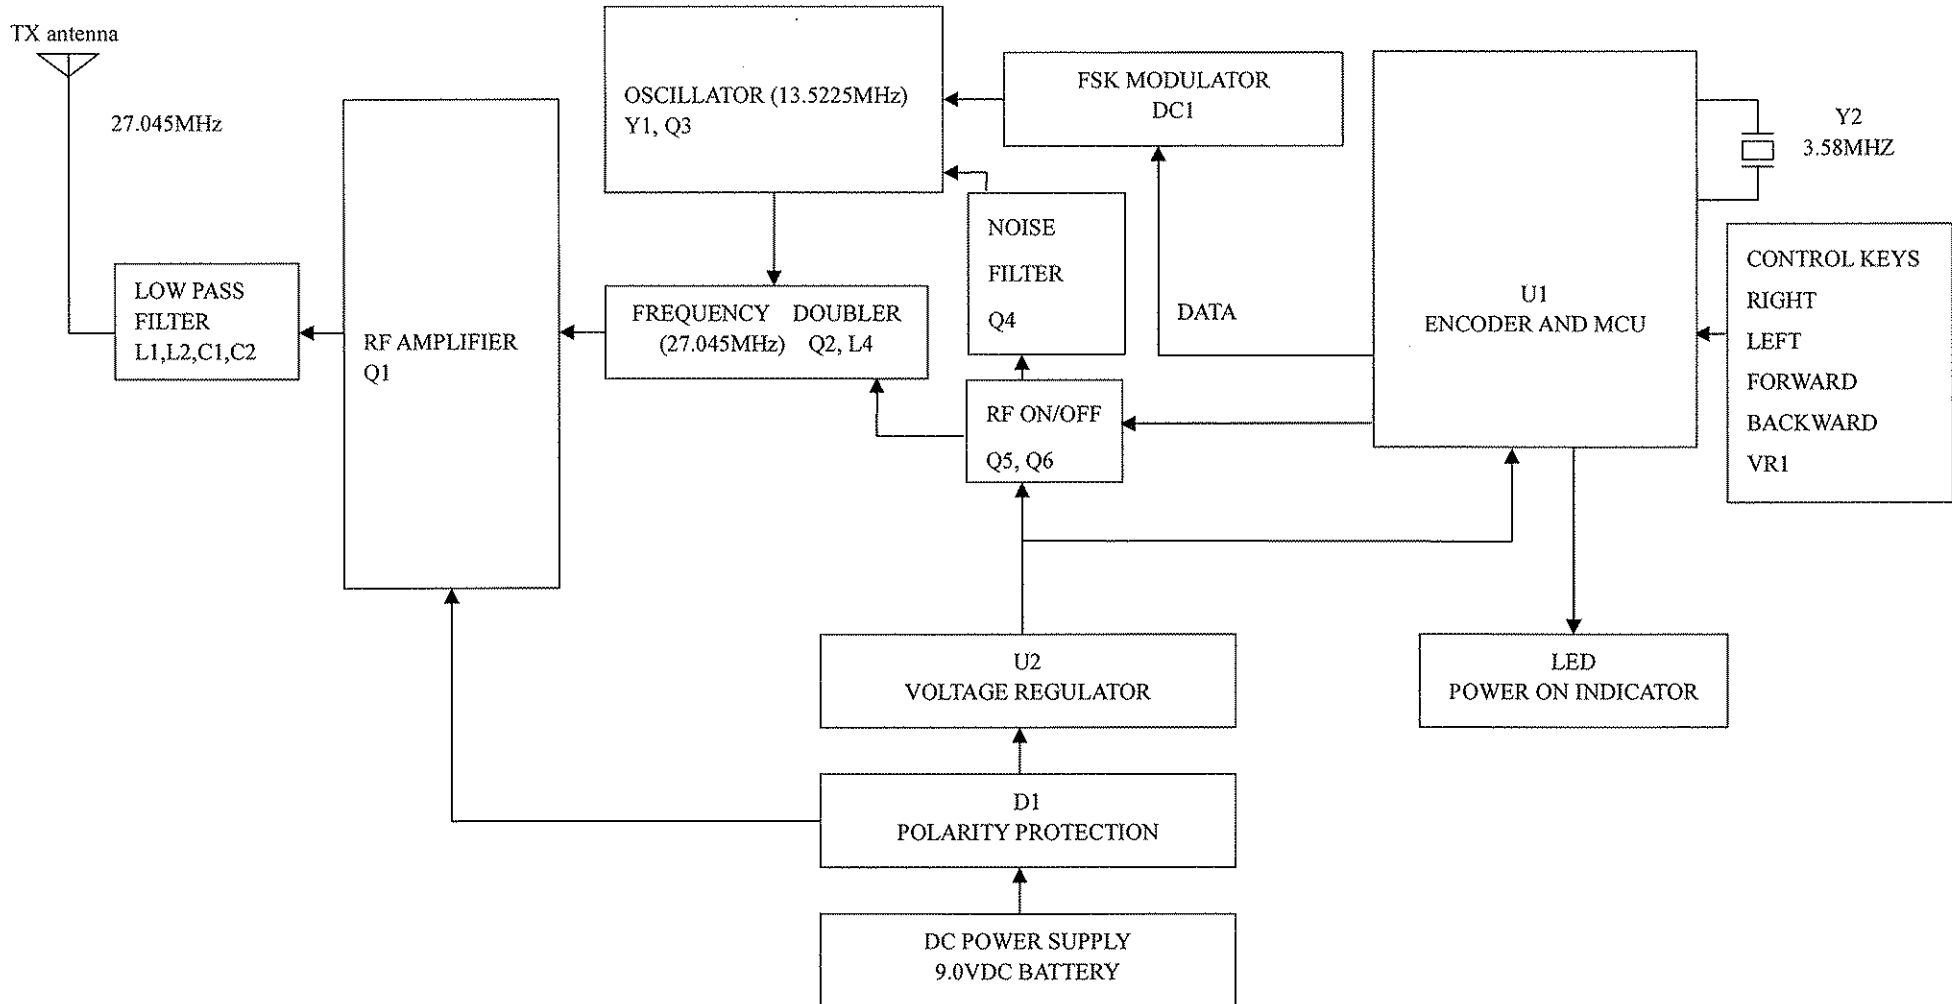 TX antenna
27.045MHz
OSCILLATOR (13.5225MHz)
Y1, Q3
FSK MODULATOR
DC1
Y2
3.58MHZ
NOISE
FILTER
Q4
U1
ENCODER AND MCU
CONTROL KEYS
RIGHT
LEFT
FORWARD
BACKWARD
VR1
LOW PASS
FILTER
L1,L2,C1,C2
RF AMPLIFIER
Q1
FREQUENCY DOUBLER
(27.045MHz) Q2, L4
DATA
RF ON/OFF
Q5, Q6
U2
VOLTAGE REGULATOR
LED
POWER ON INDICATOR
D1
POLARITY PROTECTION
DC POWER SUPPLY
9.0VDC BATTERY